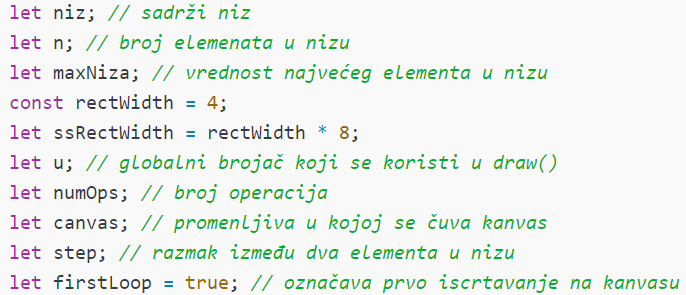 let niz; // sadrži niz
let n; // broj elemenata u nizu
let maxNiza; // vrednost najvećeg elementa u nizu
const rectWidth = 4;
let ssRectWidth = rectWidth * 8;
let u; // globalni brojač koji se koristi u draw()
let numOps; // broj operacija
let canvas; // promenljiva u kojoj se čuva kanvas
let step; // razmak između dva elementa u nizu
let firstLoop = true; // označava prvo iscrtavanje na kanvasu